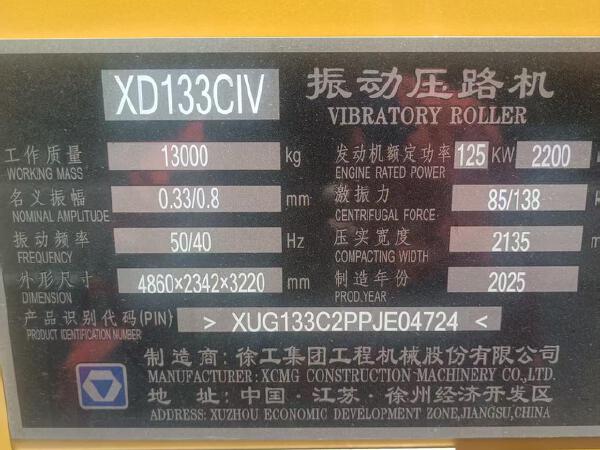 XD133CIV 振动压路机
VIBRATORY ROLLER
工作质量 13000 kg 发动机额定功率 125 KW 2200
WORKING MASS ENGINE RATED POWER
名义振幅 0.33/0.8 mm 激振力 85/138
NOMINAL AMPLITUDE CENTRIFUGAL FORCE
振动频率 50/40 Hz 压实宽度 2135
FREQUENCY COMPACTING WIDTH
外形尺寸 4860×2342×3220 mm 制造年份 2025
DIMENSION PROD.YEAR
产品识别代码(PIN) > XUG133C2PPJE04724 <
PRODUCT IDENTIFICATION NUMBER
制造商:徐工集团工程机械股份有限公司
MANUFACTURER: XCMG CONSTRUCTION MACHINERY CO.,LTD.
地 址:中国·江苏·徐州经济开发区
ADDRESS: XUZHOU ECONOMIC DEVELOPMENT ZONE,JIANGSU,CHINA